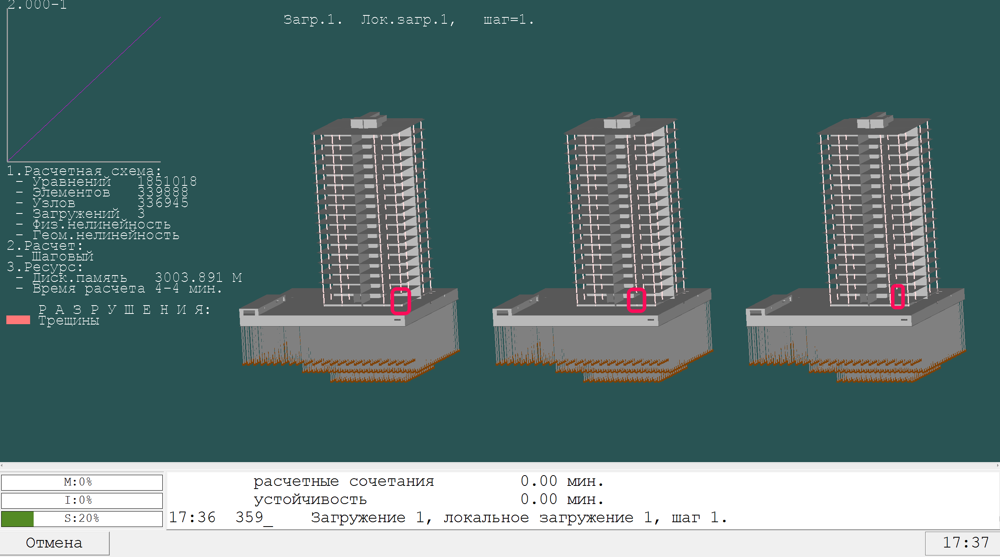 2.000-1
Загр.1. Лок.загр.1, шаг=1.
1.Расчетная схема:
- Уравнений 1851018
- Элементов 339888
- Узлов 336945
- Загружений 3
- Физ.нелинейность
- Геом.нелинейность
2.Расчет:
- Шаговый
3.Ресурс:
- Диск.память 3003.891 М
- Время расчета 4-4 мин.
Р А З Р У Ш Е Н И Я:
Трещины
M:0%
I:0%
S:20%
расчетные сочетания 0.00 мин.
устойчивость 0.00 мин.
17:36 359_ Загружение 1, локальное загружение 1, шаг 1.
Отмена
17:37